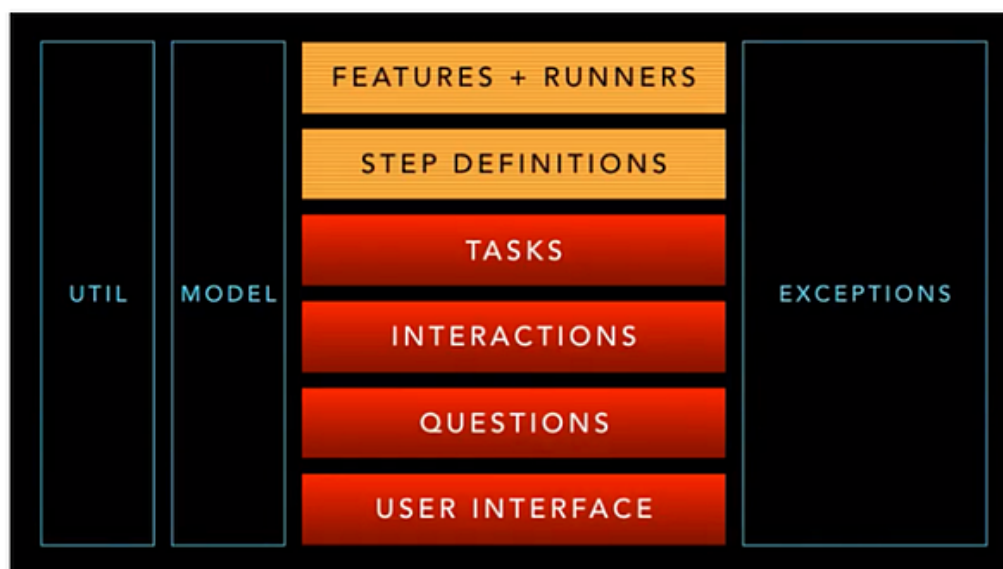 FEATURES + RUNNERS
STEP DEFINITIONS
TASKS
UTIL
MODEL
EXCEPTIONS
INTERACTIONS
QUESTIONS
USER INTERFACE